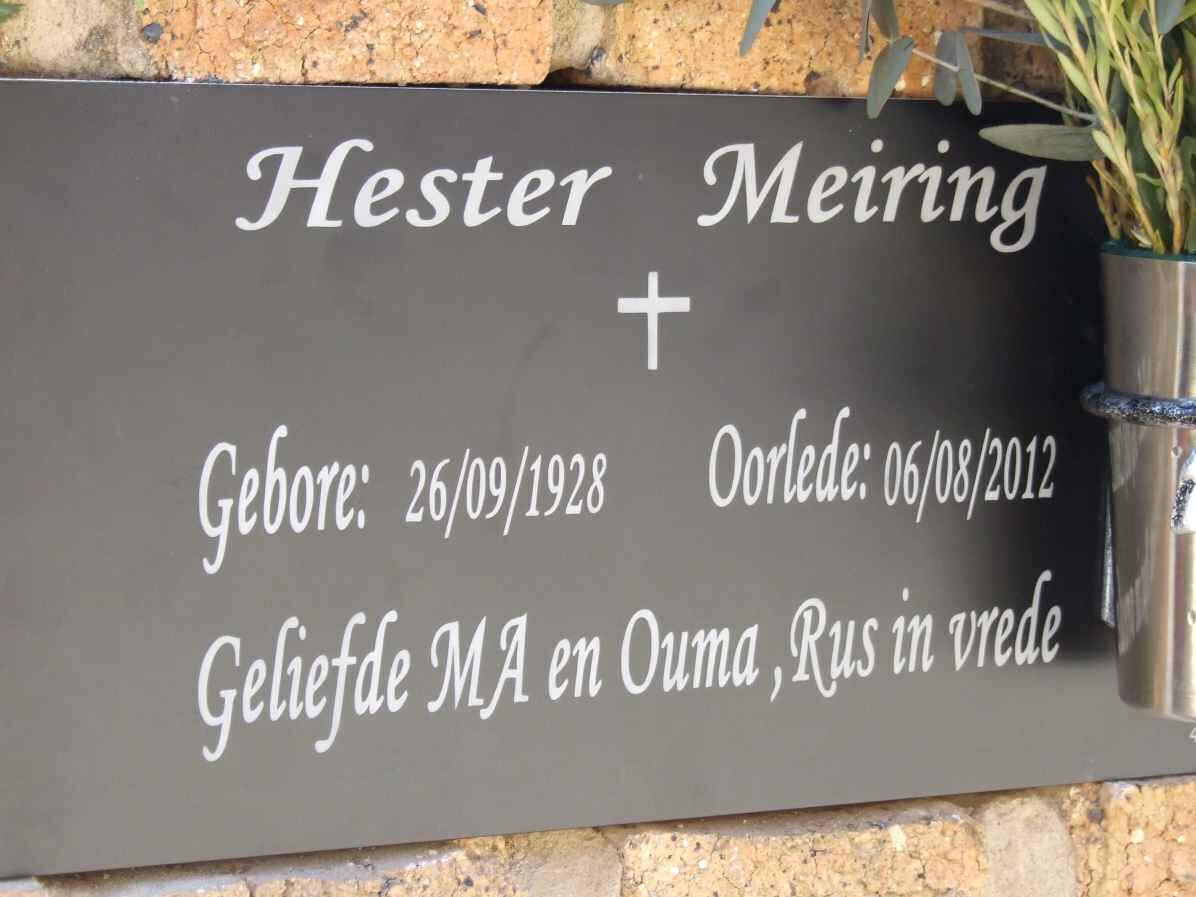 Hester Meiring
Gebore: 26/09/1928 Oorlede: 06/08/2012
Geliefde MA en Ouma , Rus in vrede